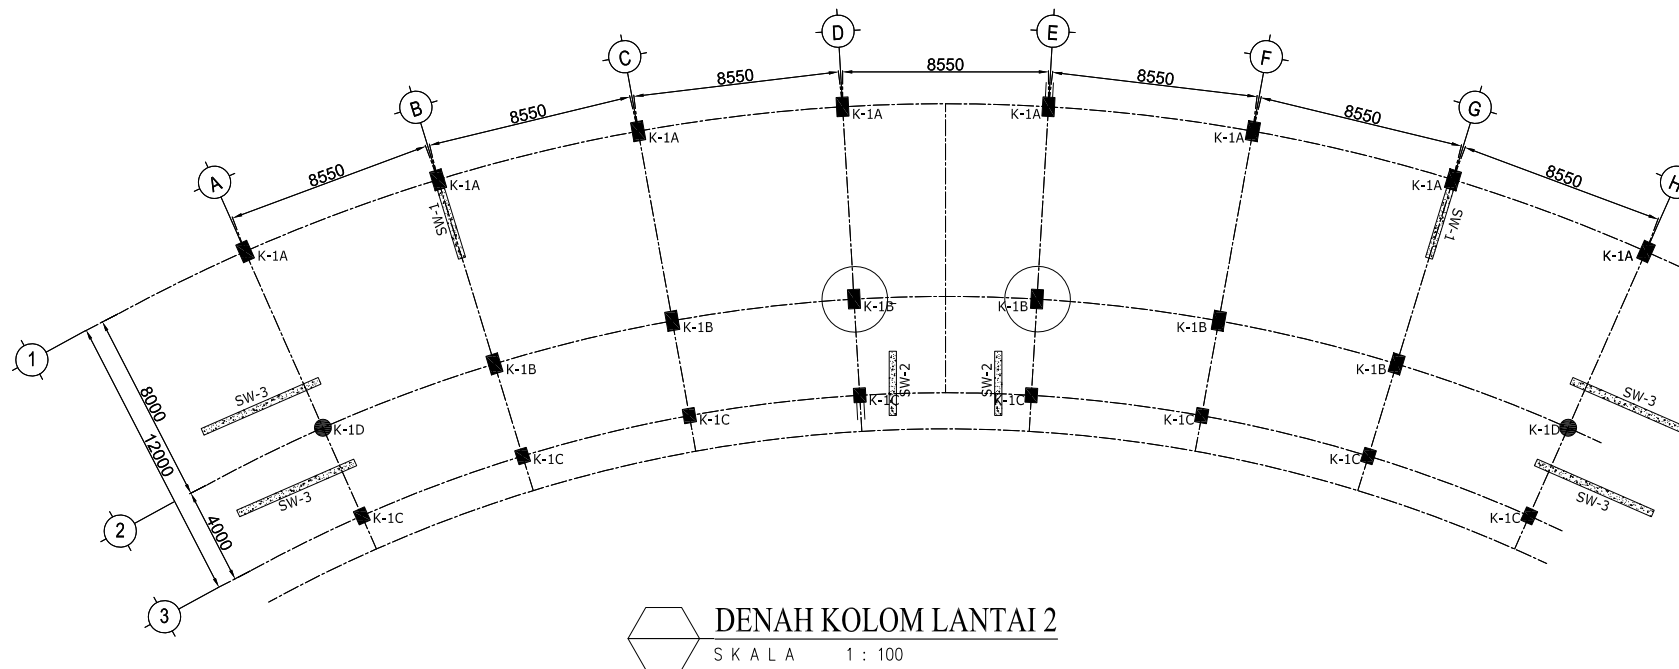 A
B
C
D
E
F
G
H
8550
8550
8550
8550
8550
8550
8550
K-1A
K-1A
K-1A
K-1A
K-1A
K-1A
K-1A
K-1A
SW-1
SW-1
1
8000
12000
4000
2
3
K-1B
K-1B
K-1B
K-1B
K-1B
K-1B
SW-3
K-1D
SW-3
SW-2
SW-2
SW-3
K-1D
SW-3
K-1C
K-1C
K-1C
K-1C
K-1C
K-1C
K-1C
K-1C
DENAH KOLOM LANTAI 2
SKALA 1 : 100